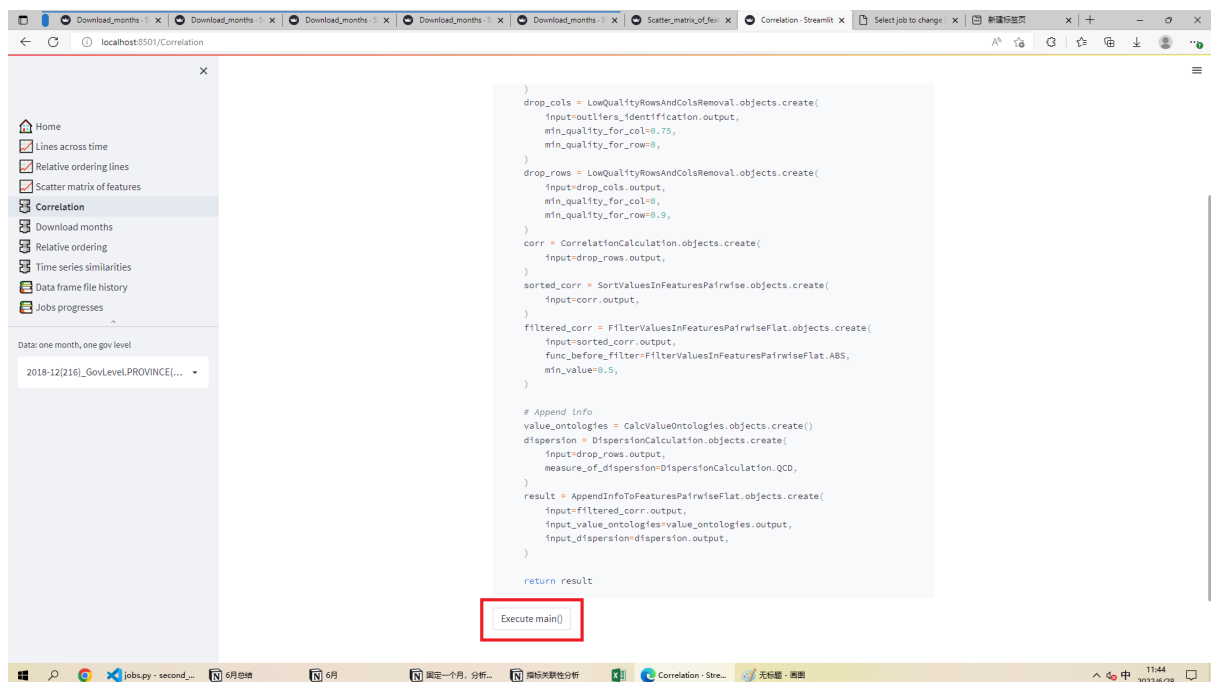 Download_months · S
Download_months · S
Download_months · S
Download_months · S
Download_months · S
Scatter_matrix_of_fea
Correlation · Streamlit
Select job to change
新建标签页
localhost:8501/Correlation
Home
Lines across time
Relative ordering lines
Scatter matrix of features
Correlation
Download months
Relative ordering
Time series similarities
Data frame file history
Jobs progresses
Data: one month, one gov level
2018-12(216)_GovLevel.PROVINCE(...
)
drop_cols = LowQualityRowsAndColsRemoval.objects.create(
input=outliers_identification.output,
min_quality_for_col=0.75,
min_quality_for_row=0,
)
drop_rows = LowQualityRowsAndColsRemoval.objects.create(
input=drop_cols.output,
min_quality_for_col=0,
min_quality_for_row=0.9,
)
corr = CorrelationCalculation.objects.create(
input=drop_rows.output,
)
sorted_corr = SortValuesInFeaturesPairwise.objects.create(
input=corr.output,
)
filtered_corr = FilterValuesInFeaturesPairwiseFlat.objects.create(
input=sorted_corr.output,
func_before_filter=FilterValuesInFeaturesPairwiseFlat.ABS,
min_value=0.5,
)
# Append info
value_ontologies = CalcValueOntologies.objects.create()
dispersion = DispersionCalculation.objects.create(
input=drop_rows.output,
measure_of_dispersion=DispersionCalculation.QCD,
)
result = AppendInfoToFeaturesPairwiseFlat.objects.create(
input=filtered_corr.output,
input_value_ontologies=value_ontologies.output,
input_dispersion=dispersion.output,
)
return result
Execute main()
jobs.py - second_...
6月总结
6月
固定一个月，分析...
指标关联性分析
Correlation · Stre...
无标题 - 画图
中
11:44
2022/6/28